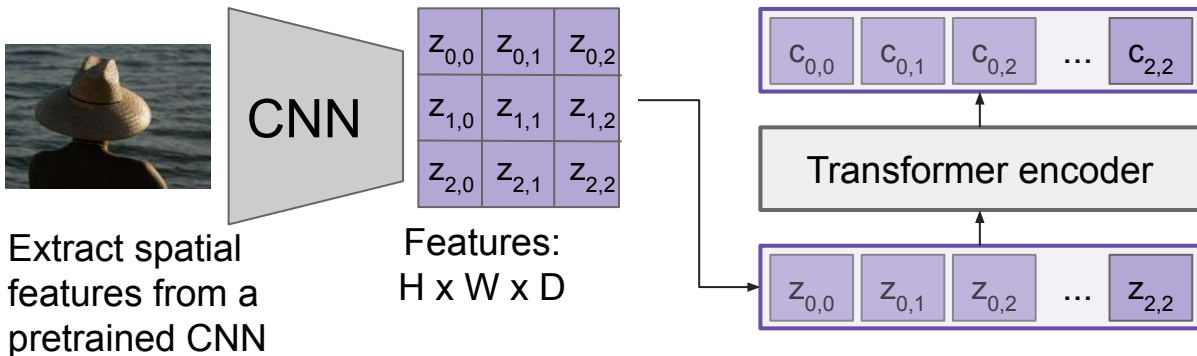 CNN
z0,0 z0,1 z0,2
z1,0 z1,1 z1,2
z2,0 z2,1 z2,2
Extract spatial
features from a
pretrained CNN
Features:
H x W x D
c0,0 c0,1 c0,2 ... c2,2
Transformer encoder
z0,0 z0,1 z0,2 ... z2,2